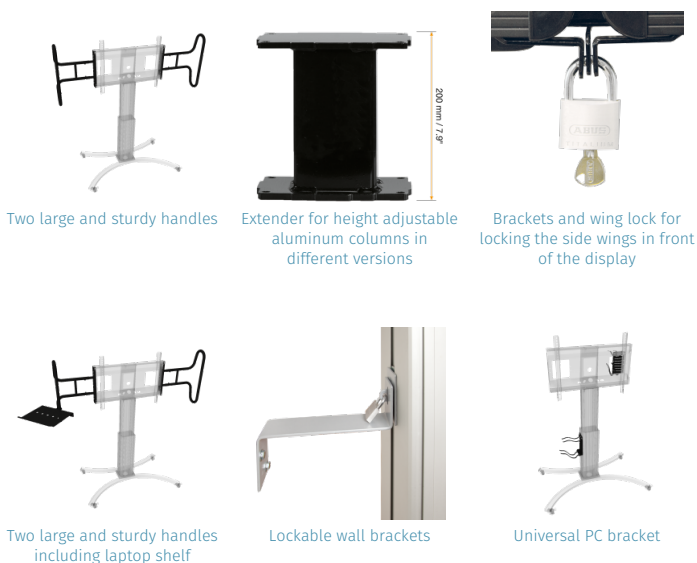 200 mm / 7.9"
ABUS
TITALIUM
Two large and sturdy handles
Extender for height adjustable
aluminum columns in
different versions
Brackets and wing lock for
locking the side wings in front
of the display
Two large and sturdy handles
including laptop shelf
Lockable wall brackets
Universal PC bracket